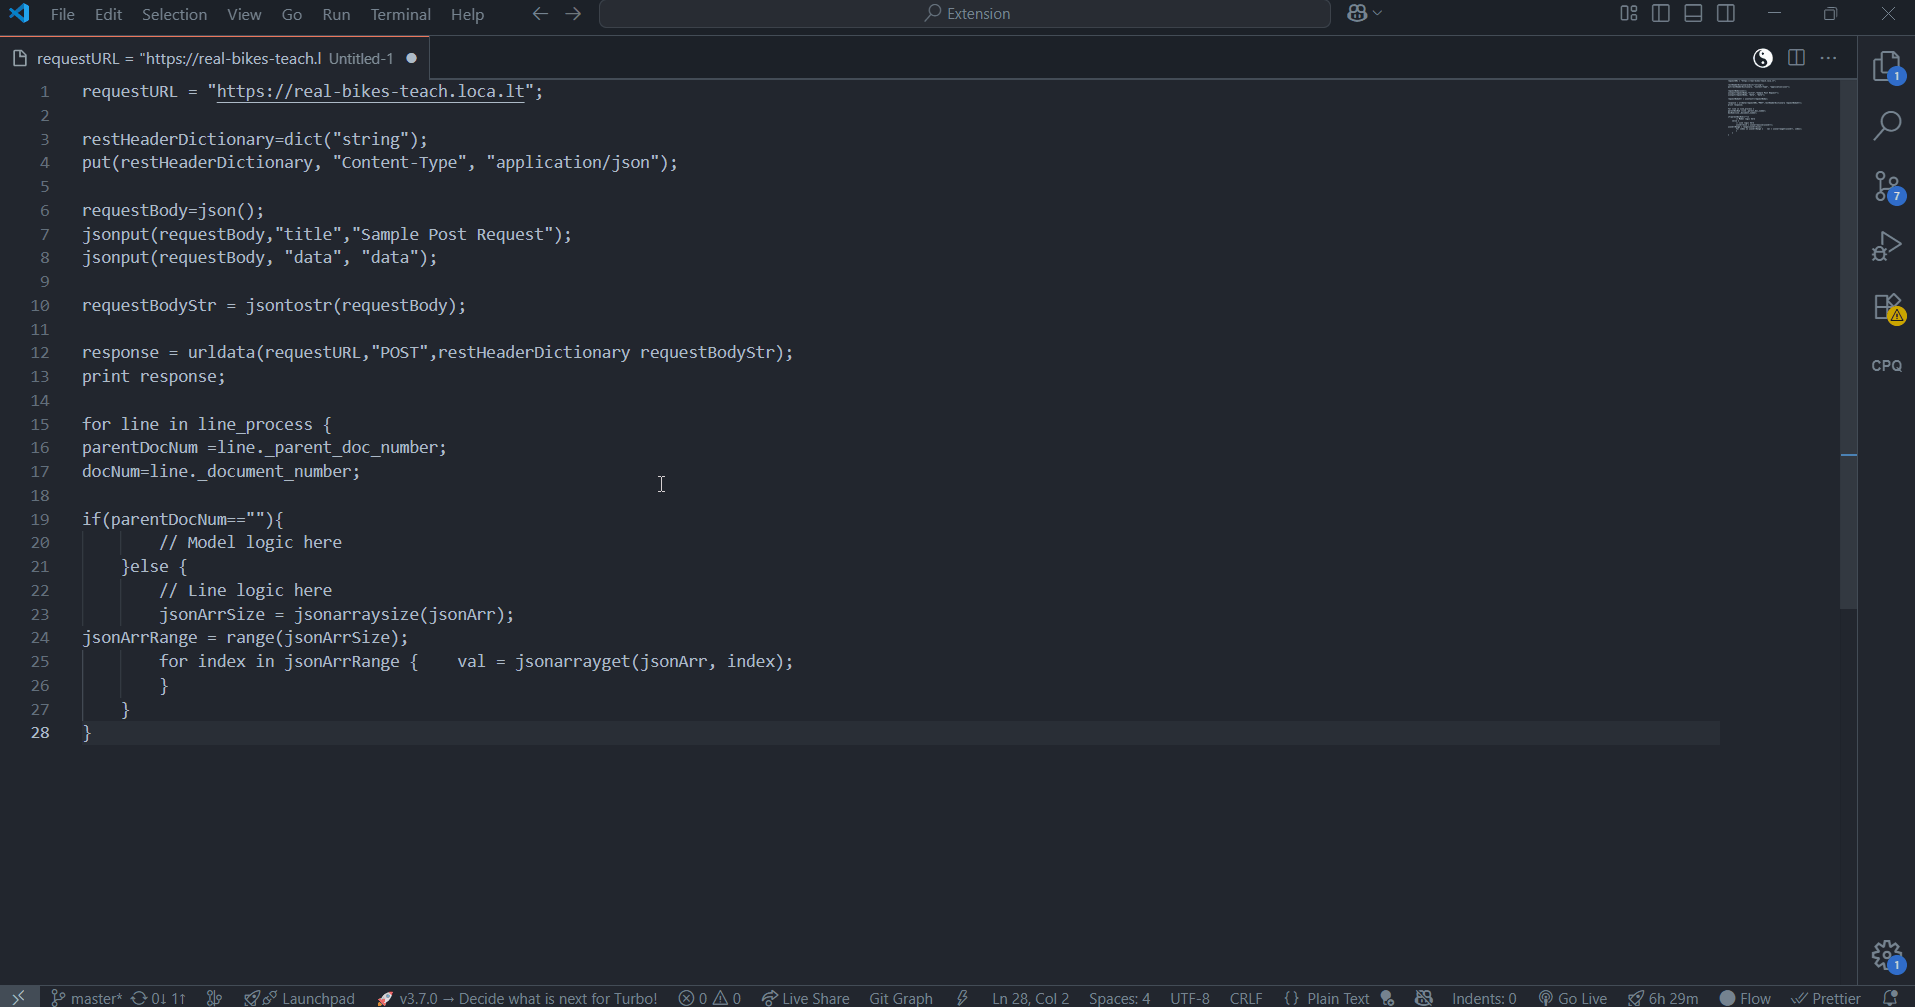 File Edit Selection View Go Run Terminal Help
Extension
requestURL = "https://real-bikes-teach.l Untitled-1
1 requestURL = "https://real-bikes-teach.loca.lt";
2
3 restHeaderDictionary=dict("string");
4 put(restHeaderDictionary, "Content-Type", "application/json");
5
6 requestBody=json();
7 jsonput(requestBody,"title","Sample Post Request");
8 jsonput(requestBody, "data", "data");
9
10 requestBodyStr = jsontostr(requestBody);
11
12 response = urldata(requestURL,"POST",restHeaderDictionary requestBodyStr);
13 print response;
14
15 for line in line_process {
16 parentDocNum =line._parent_doc_number;
17 docNum=line._document_number;
18
19 if(parentDocNum==""){
20 // Model logic here
21 }else {
22 // Line logic here
23 jsonArrSize = jsonarraysize(jsonArr);
24 jsonArrRange = range(jsonArrSize);
25 for index in jsonArrRange {    val = jsonarrayget(jsonArr, index);
26 }
27 }
28 }
1
7
CPQ
1
master* 0↓ 1↑ Launchpad v3.7.0 → Decide what is next for Turbo! 0 0 Live Share Git Graph Ln 28, Col 2 Spaces: 4 UTF-8 CRLF {} Plain Text Indents: 0 Go Live 6h 29m Flow Prettier